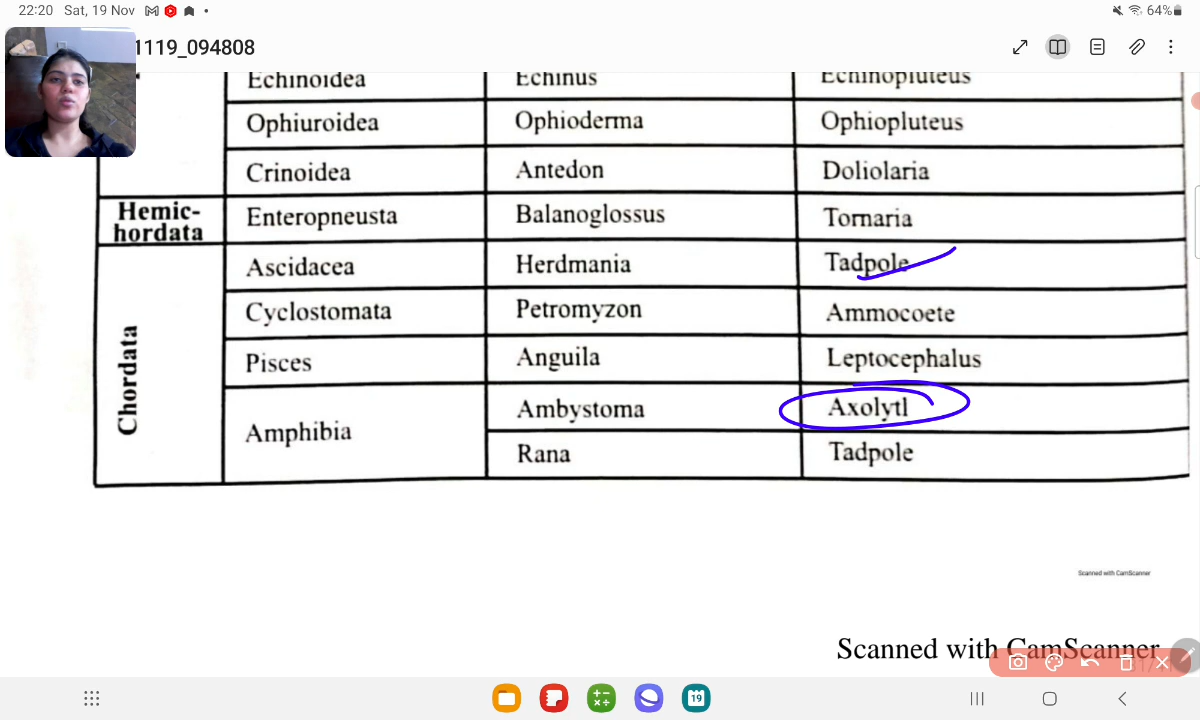 22:20 Sat, 19 Nov
64%
1119_094808
Echinoidea Echinus Echinopluteus
Ophiuroidea Ophioderma Ophiopluteus
Crinoidea Antedon Doliolaria
Hemic-
hordata
Enteropneusta Balanoglossus Tornaria
Chordata
Ascidacea Herdmania Tadpole
Cyclostomata Petromyzon Ammocoete
Pisces Anguila Leptocephalus
Amphibia
Ambystoma Axolytl
Rana Tadpole
Scanned with CamScanner
Scanned with CamScanner
19